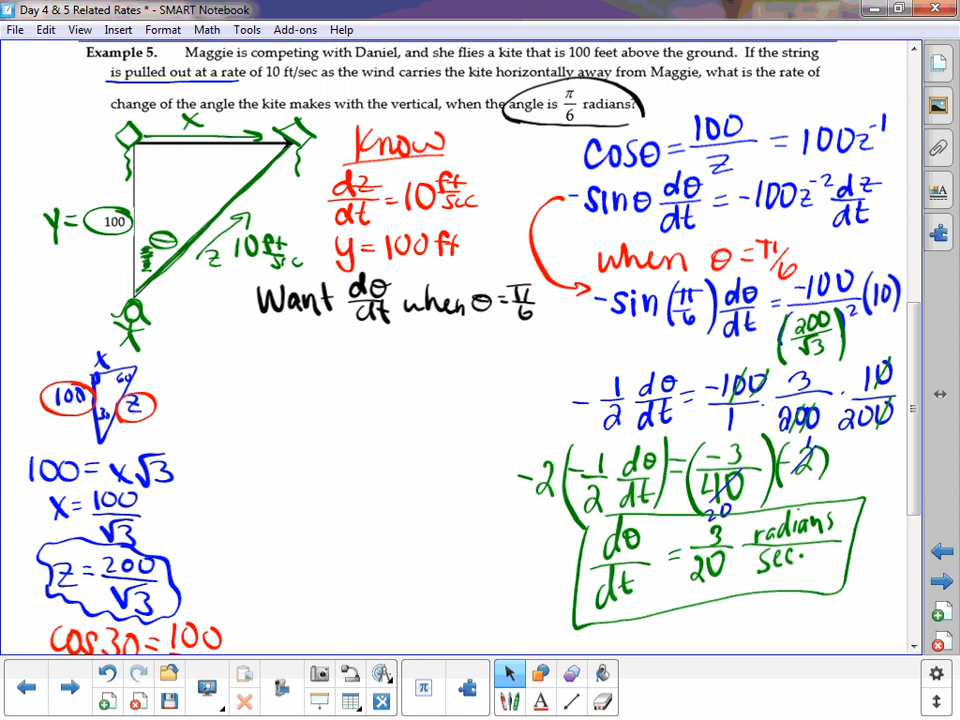 Day 4 & 5 Related Rates * - SMART Notebook
File Edit View Insert Format Math Tools Add-ons Help
Example 5. Maggie is competing with Daniel, and she flies a kite that is 100 feet above the ground. If the string
is pulled out at a rate of 10 ft/sec as the wind carries the kite horizontally away from Maggie, what is the rate of
change of the angle the kite makes with the vertical, when the angle is π/6 radians?
x
y = 100
θ
z 10 ft/sec
Know
dz/dt = 10 ft/sec
y = 100 ft
Want dθ/dt when θ = π/6
x
100 30 60 z
100 = x√3
x = 100/√3
z = 200/√3
cos 30 = 100
cosθ = 100/z = 100z⁻¹
-sinθ dθ/dt = -100z⁻² dz/dt
when θ = π/6
-sin(π/6) dθ/dt = -100/(200/√3)² (10)
-1/2 dθ/dt = -100/1 · 3/200 · 10/200
-2(-1/2 dθ/dt) = (-3/40)(-2)
20 1
dθ/dt = 3/20 radians/sec.